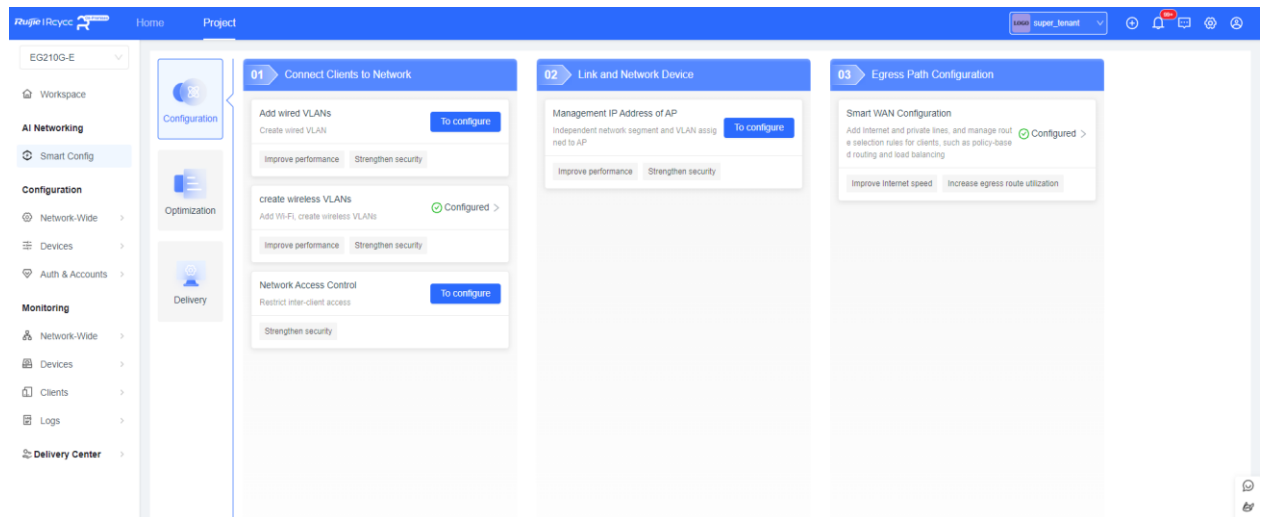 Ruijie | Reycc
Home
Project
LOGO super_tenant
99+
EG210G-E
Workspace
AI Networking
Smart Config
Configuration
Network-Wide
Devices
Auth & Accounts
Monitoring
Network-Wide
Devices
Clients
Logs
Delivery Center
Configuration
Optimization
Delivery
01 Connect Clients to Network
Add wired VLANs
Create wired VLAN
To configure
Improve performance Strengthen security
create wireless VLANs
Add Wi-Fi, create wireless VLANs
Configured >
Improve performance Strengthen security
Network Access Control
Restrict inter-client access
To configure
Strengthen security
02 Link and Network Device
Management IP Address of AP
Independent network segment and VLAN assig
ned to AP
To configure
Improve performance Strengthen security
03 Egress Path Configuration
Smart WAN Configuration
Add Internet and private lines, and manage rout
e selection rules for clients, such as policy-base
d routing and load balancing
Configured >
Improve Internet speed Increase egress route utilization